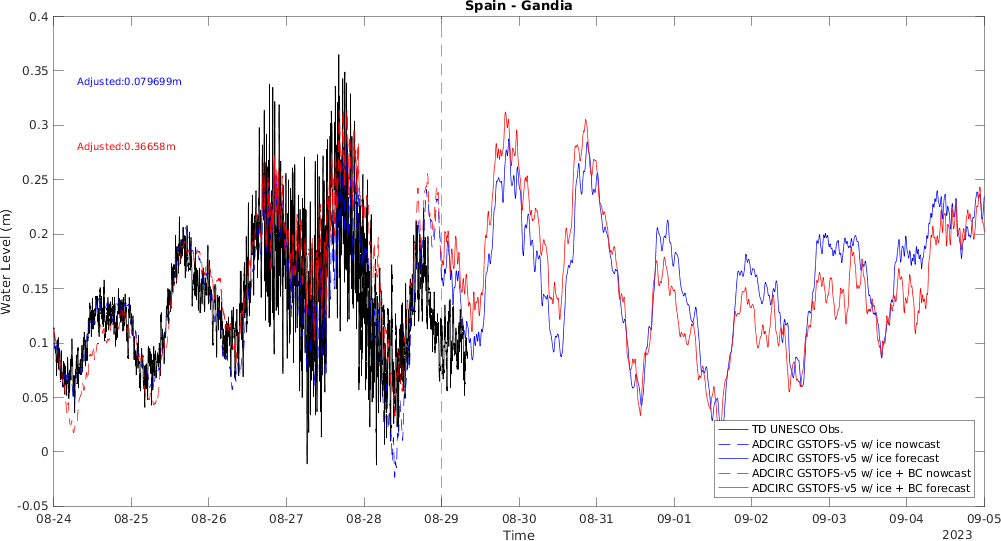 Spain - Gandia
0.4
0.35
0.3
0.25
0.2
0.15
0.1
0.05
0
-0.05
Water Level (m)
Adjusted:0.079699m
Adjusted:0.36658m
TD UNESCO Obs.
ADCIRC GSTOFS-v5 w/ ice nowcast
ADCIRC GSTOFS-v5 w/ ice forecast
ADCIRC GSTOFS-v5 w/ ice + BC nowcast
ADCIRC GSTOFS-v5 w/ ice + BC forecast
08-24 08-25 08-26 08-27 08-28 08-29 08-30 08-31 09-01 09-02 09-03 09-04 09-05
Time
2023